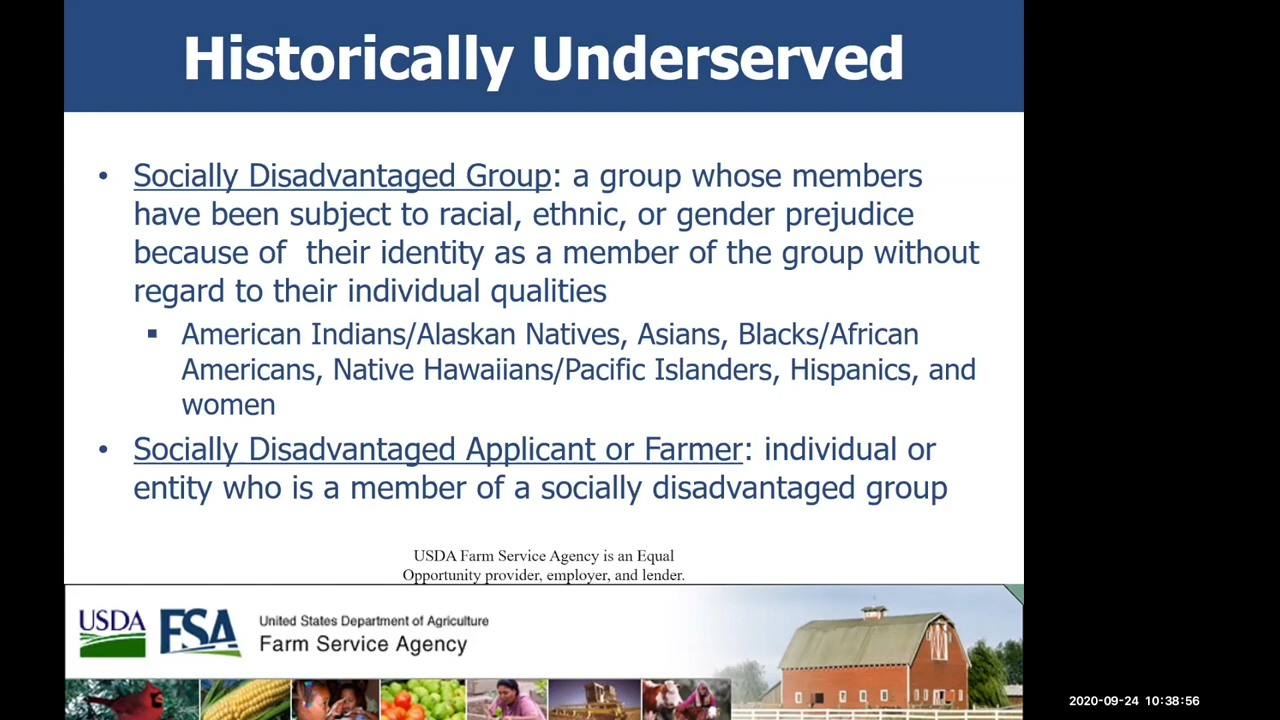 Historically Underserved
• Socially Disadvantaged Group: a group whose members
have been subject to racial, ethnic, or gender prejudice
because of  their identity as a member of the group without
regard to their individual qualities
▪ American Indians/Alaskan Natives, Asians, Blacks/African
Americans, Native Hawaiians/Pacific Islanders, Hispanics, and
women
• Socially Disadvantaged Applicant or Farmer: individual or
entity who is a member of a socially disadvantaged group
USDA Farm Service Agency is an Equal
Opportunity provider, employer, and lender.
USDA FSA
United States Department of Agriculture
Farm Service Agency
2020-09-24 10:38:56